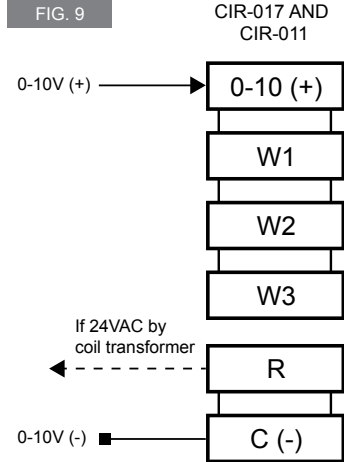 FIG. 9
CIR-017 AND
CIR-011
0-10V (+)
0-10 (+)
W1
W2
W3
If 24VAC by
coil transformer
R
0-10V (-)
C (-)